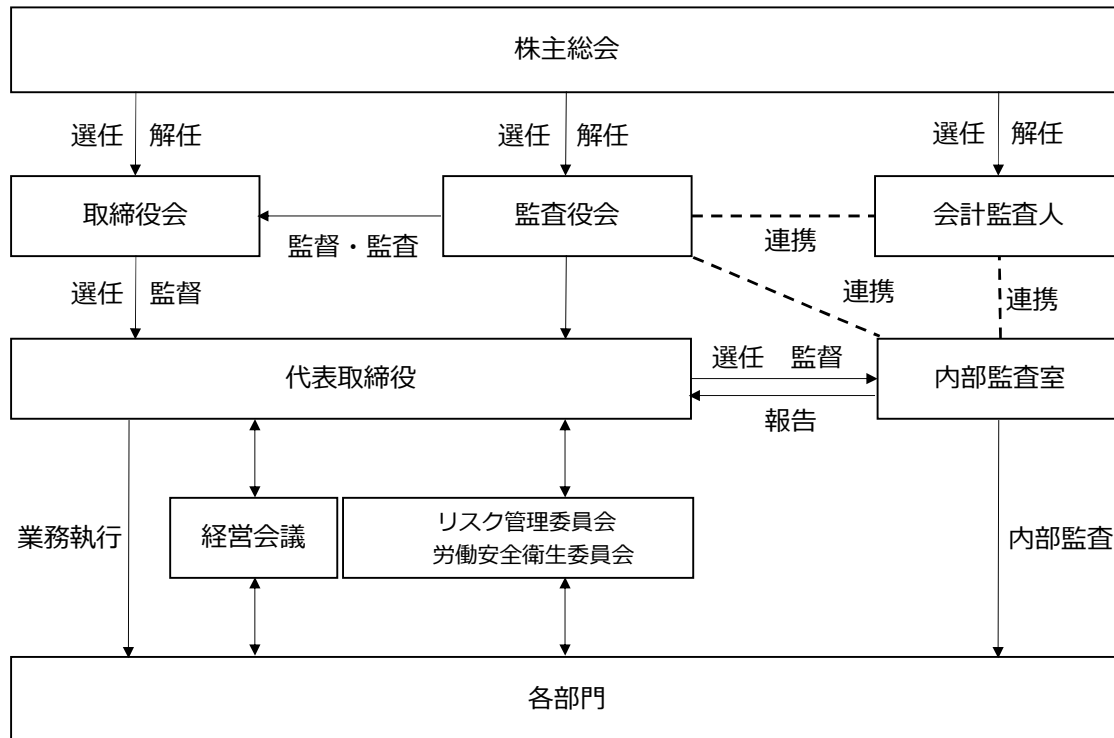 株主総会
選任 解任
選任 解任
選任 解任
取締役会
監査役会
会計監査人
監督・監査
連携
選任 監督
連携
連携
代表取締役
選任 監督
内部監査室
報告
業務執行
経営会議
リスク管理委員会
労働安全衛生委員会
内部監査
各部門